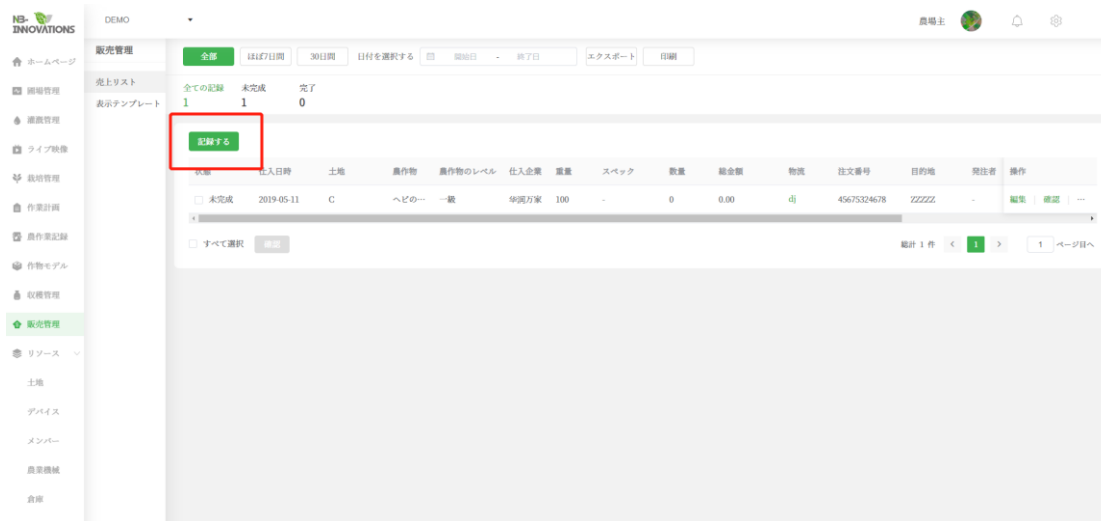 NB-INNOVATIONS
DEMO
農場主
ホームページ
圃場管理
灌漑管理
ライブ映像
栽培管理
作業計画
農作業記録
作物モデル
収穫管理
販売管理
リソース
土地
デバイス
メンバー
農業機械
倉庫
販売管理
売上リスト
表示テンプレート
全部 ほぼ7日間 30日間 日付を選択する 開始日 - 終了日 エクスポート 印刷
全ての記録 未完成 完了
1 1 0
記録する
状態 仕入日時 土地 農作物 農作物のレベル 仕入企業 重量 スペック 数量 総金額 物流 注文番号 目的地 発注者 操作
未完成 2019-05-11 C ヘビの… 一級 华润万家 100 - 0 0.00 dj 45675324678 ZZZZZ - 編集 確認 …
すべて選択 確認 総計 1 件 < 1 > 1 ページ目へ